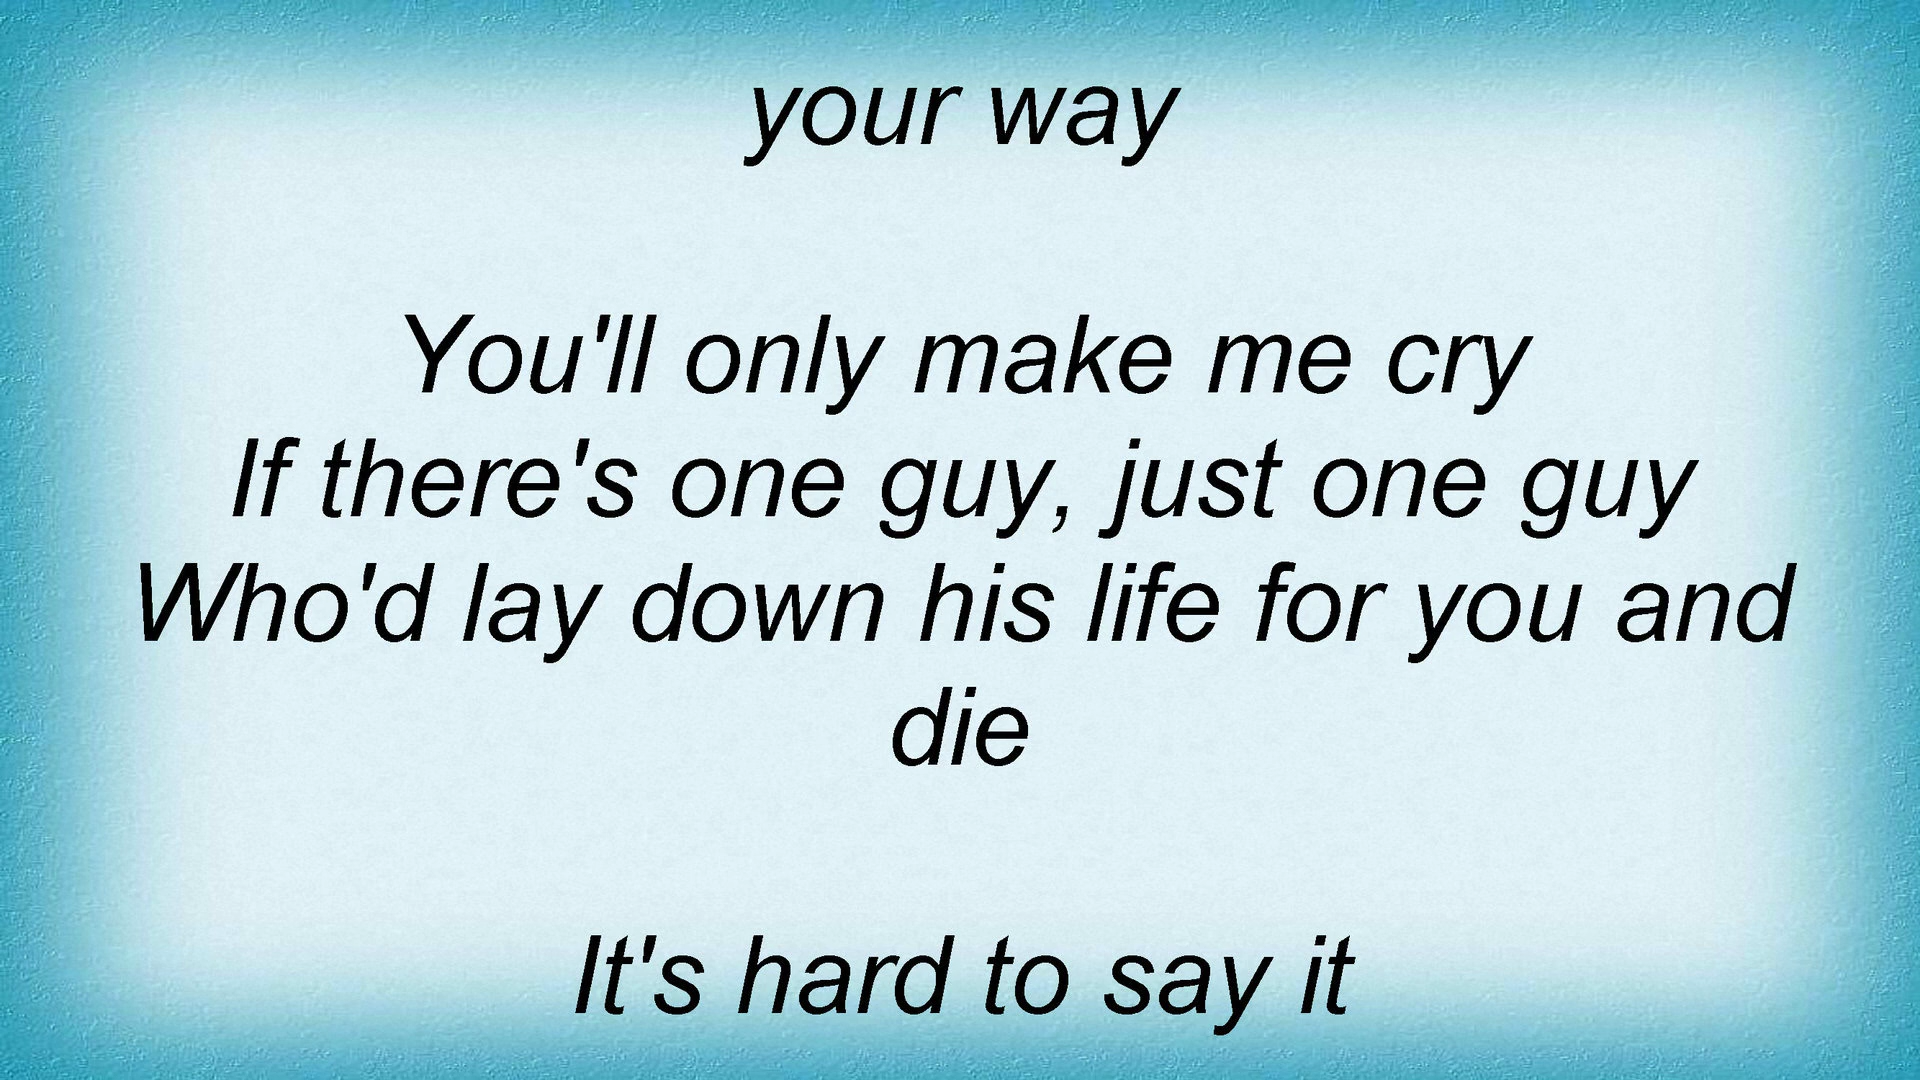 your way
You'll only make me cry
If there's one guy, just one guy
Who'd lay down his life for you and
die
It's hard to say it